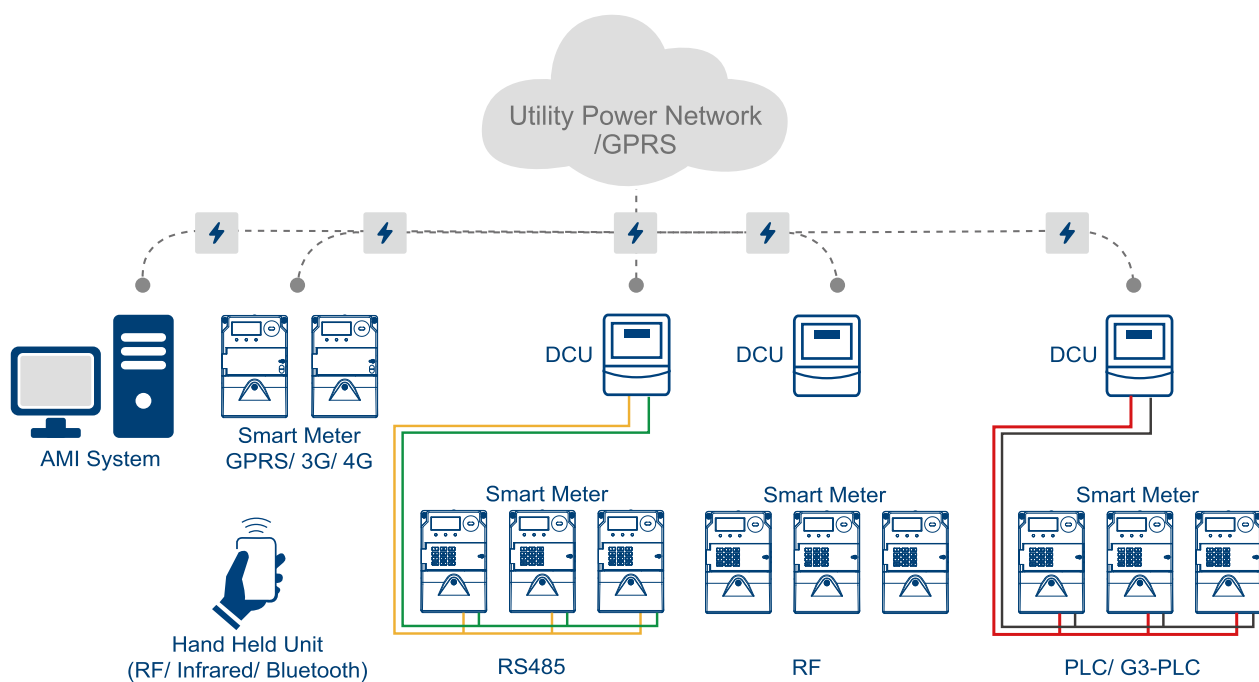 Utility Power Network
/GPRS
DCU
DCU
DCU
Smart Meter
GPRS/ 3G/ 4G
AMI System
Smart Meter
Smart Meter
Smart Meter
Hand Held Unit
(RF/ Infrared/ Bluetooth)
RS485
RF
PLC/ G3-PLC